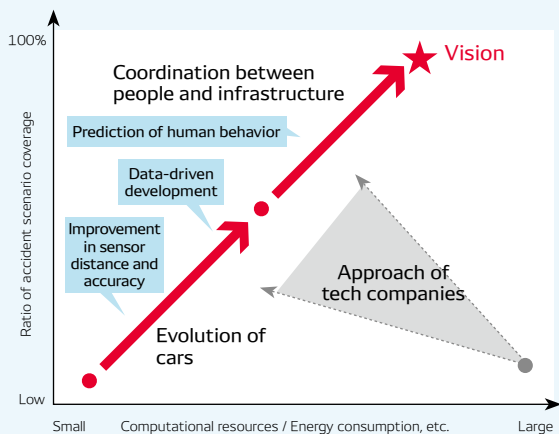 100%
Ratio of accident scenario coverage
Low
Vision
Coordination between
people and infrastructure
Prediction of human behavior
Data-driven
development
Improvement
in sensor
distance and
accuracy
Evolution of
cars
Approach of
tech companies
Small
Computational resources / Energy consumption, etc.
Large